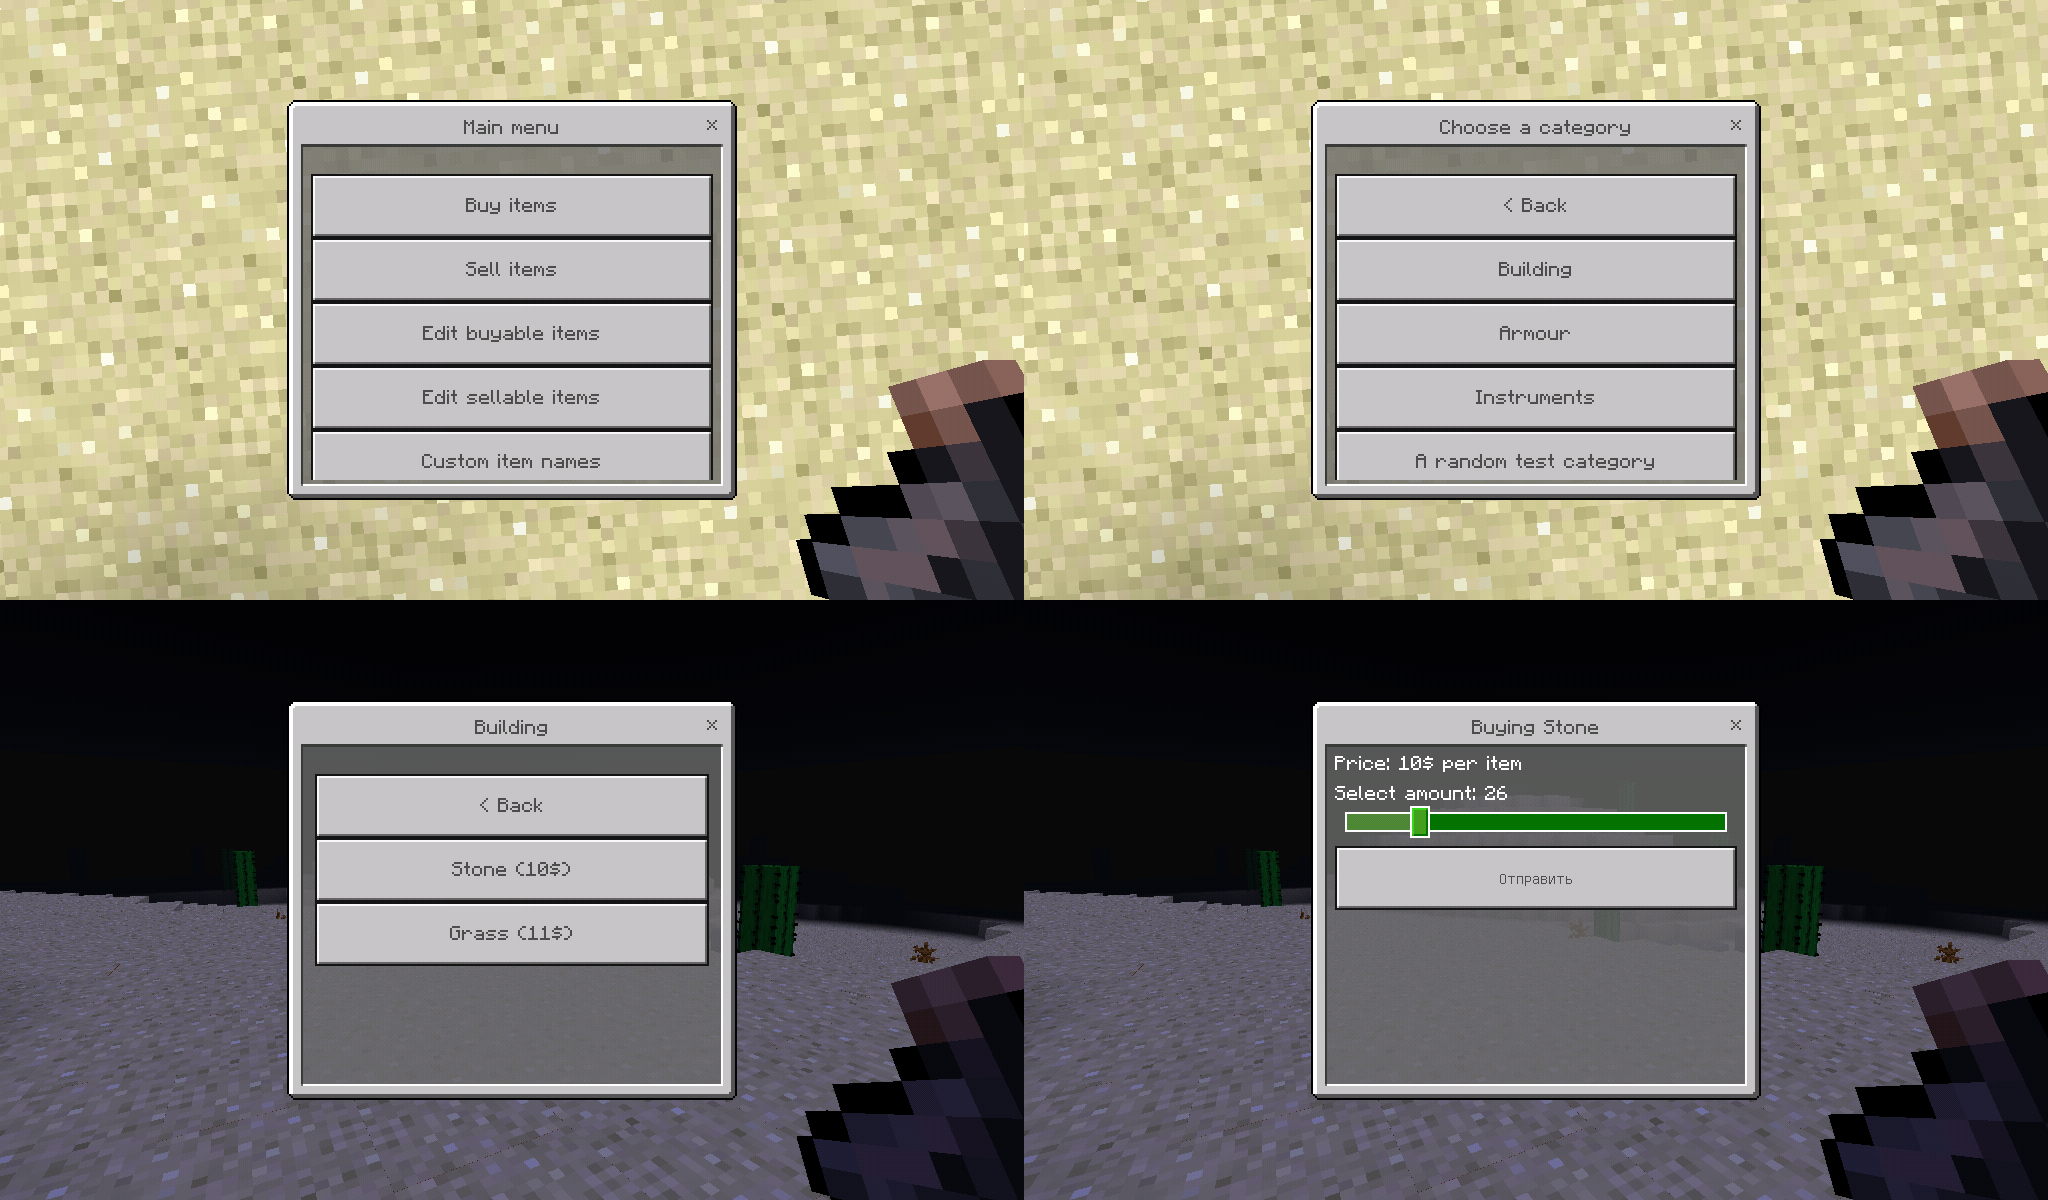 Main menu
Buy items
Sell items
Edit buyable items
Edit sellable items
Custom item names
Choose a category
< Back
Building
Armour
Instruments
A random test category
Building
< Back
Stone (10$)
Grass (11$)
Buying Stone
Price: 10$ per item
Select amount: 26
Отправить